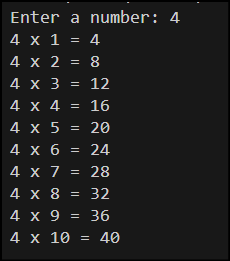 Enter a number: 4
4 x 1 = 4
4 x 2 = 8
4 x 3 = 12
4 x 4 = 16
4 x 5 = 20
4 x 6 = 24
4 x 7 = 28
4 x 8 = 32
4 x 9 = 36
4 x 10 = 40